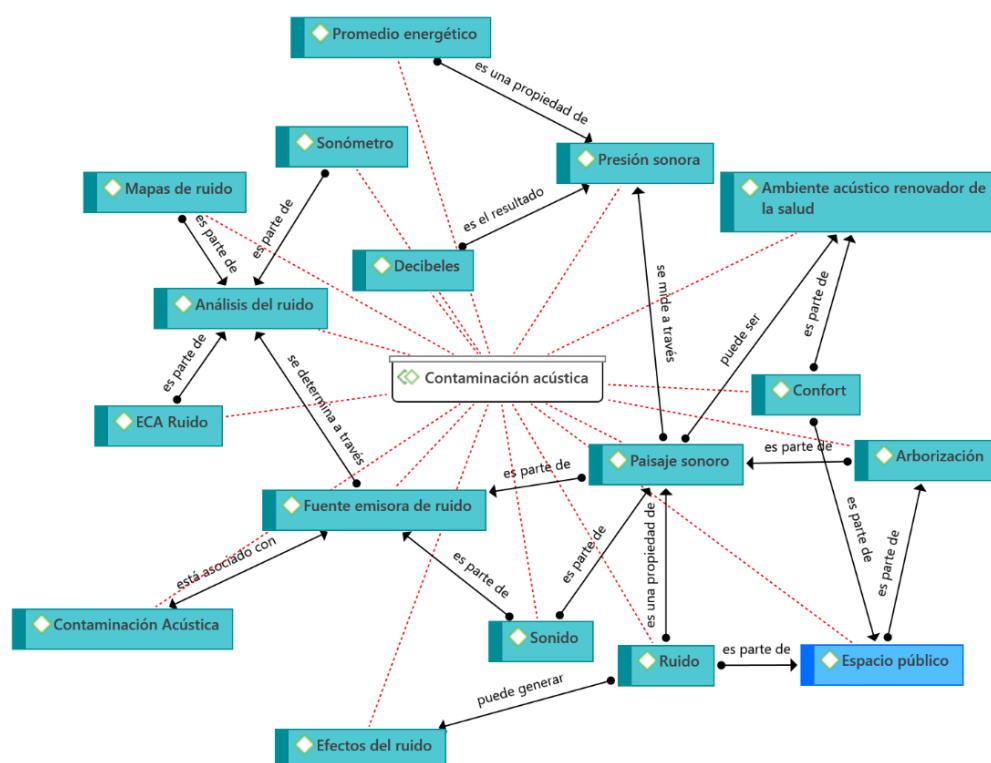 Promedio energético
es una propiedad de
Sonómetro
Presión sonora
Mapas de ruido
Ambiente acústico renovador de
la salud
es parte de
es parte de
es el resultado
Decibeles
Análisis del ruido
se mide a través
puede ser
es parte de
es parte de
se determina a través
Contaminación acústica
Confort
ECA Ruido
es parte de
Arborización
Paisaje sonoro
es parte de
Fuente emisora de ruido
está asociado con
es parte de
es parte de
es una propiedad de
es parte de
es parte de
Contaminación Acústica
Sonido
Ruido
es parte de
Espacio público
puede generar
Efectos del ruido